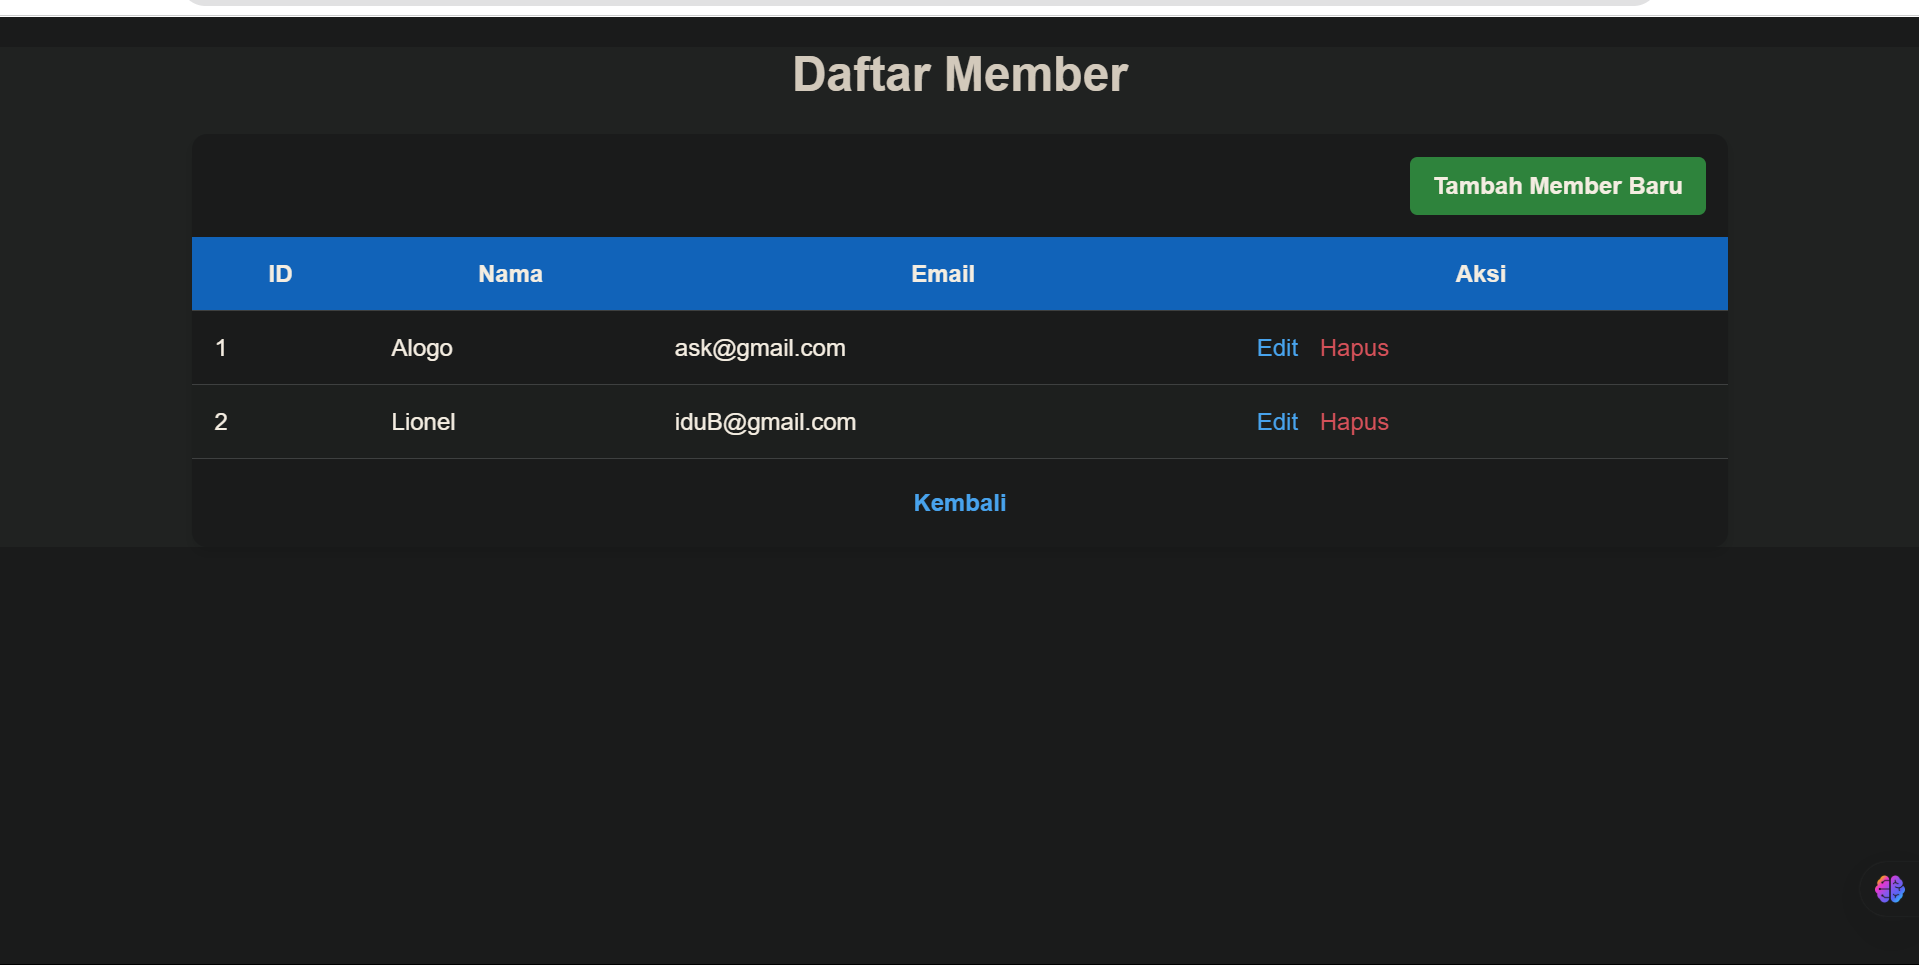 Daftar Member
Tambah Member Baru
ID Nama Email Aksi
1 Alogo ask@gmail.com Edit Hapus
2 Lionel iduB@gmail.com Edit Hapus
Kembali